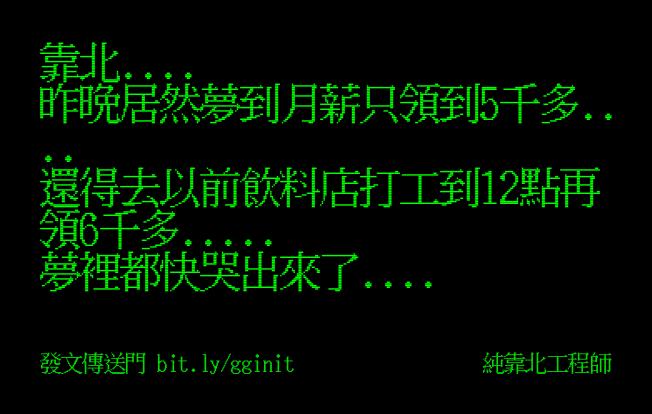 靠北....
昨晚居然夢到月薪只領到5千多..
..
還得去以前飲料店打工到12點再
領6千多.....
夢裡都快哭出來了....
發文傳送門 bit.ly/gginit
純靠北工程師